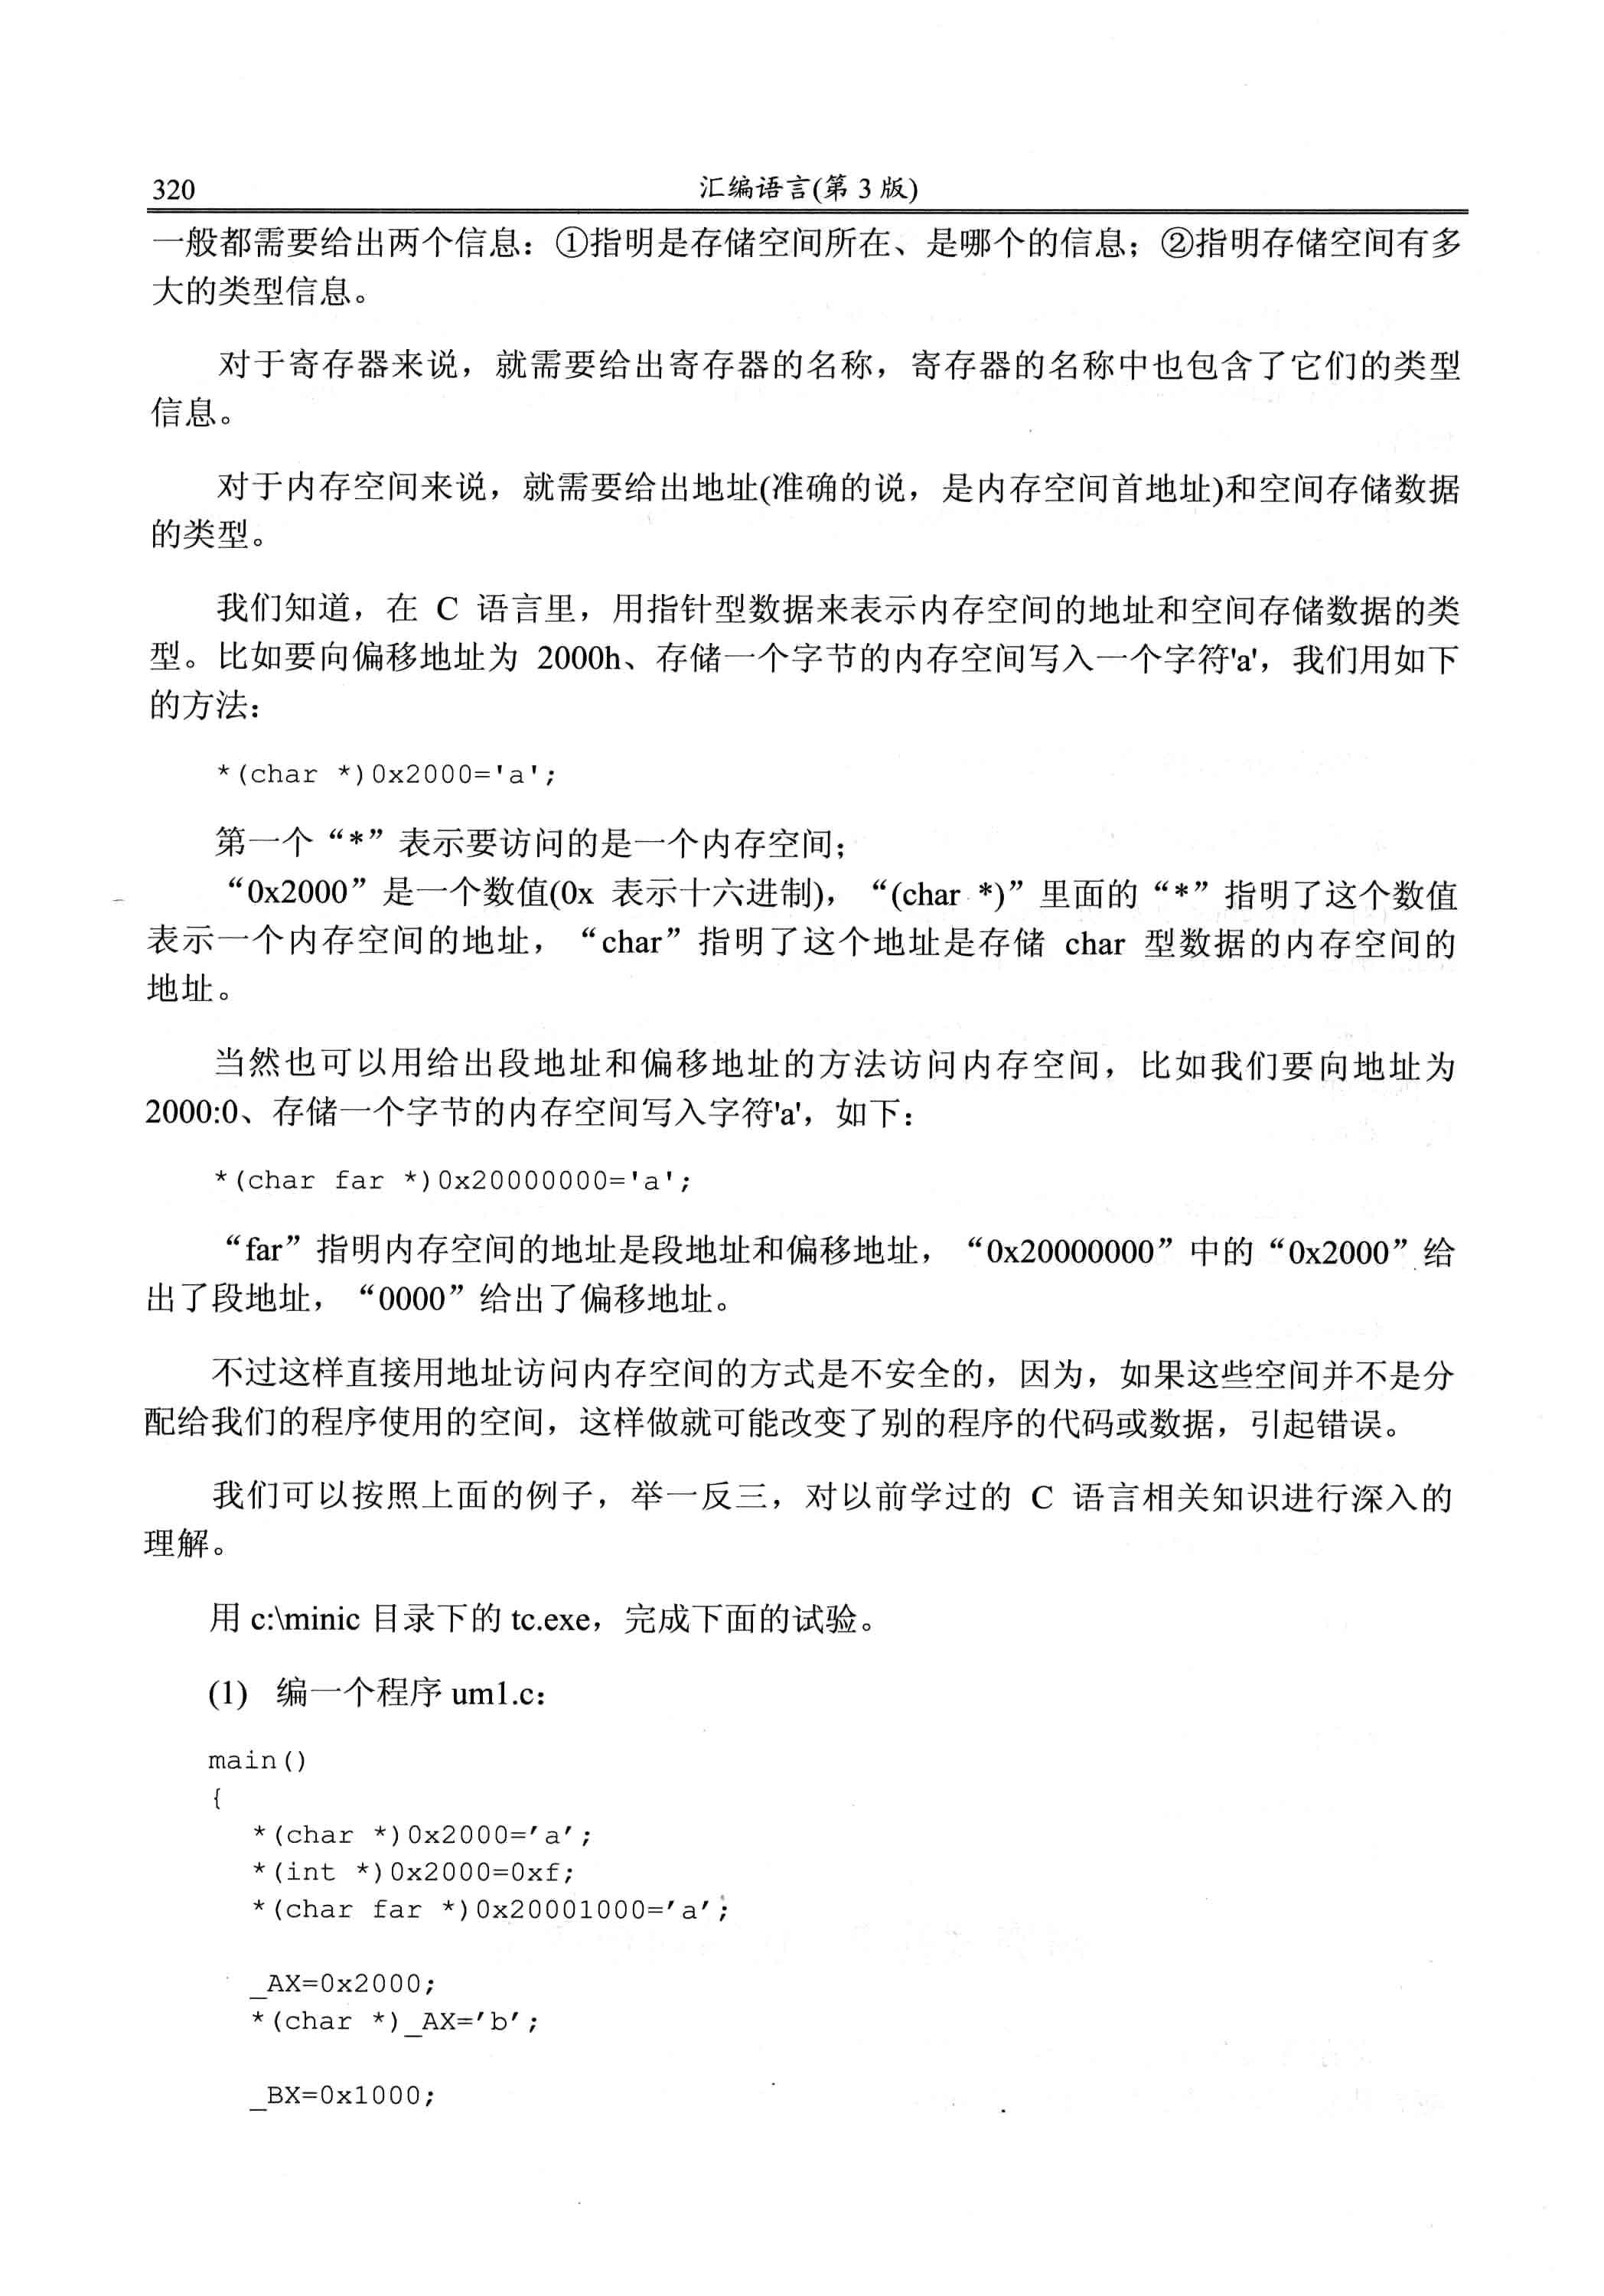 320
汇编语言(第 3 版)
一般都需要给出两个信息：①指明是存储空间所在、是哪个的信息；②指明存储空间有多
大的类型信息。
对于寄存器来说，就需要给出寄存器的名称，寄存器的名称中也包含了它们的类型
信息。
对于内存空间来说，就需要给出地址(准确的说，是内存空间首地址)和空间存储数据
的类型。
我们知道，在 C 语言里，用指针型数据来表示内存空间的地址和空间存储数据的类
型。比如要向偏移地址为 2000h、存储一个字节的内存空间写入一个字符'a'，我们用如下
的方法：
*(char *)0x2000='a';
第一个“*”表示要访问的是一个内存空间；
“0x2000”是一个数值(0x 表示十六进制)，“(char *)”里面的“*”指明了这个数值
表示一个内存空间的地址，“char”指明了这个地址是存储 char 型数据的内存空间的
地址。
当然也可以用给出段地址和偏移地址的方法访问内存空间，比如我们要向地址为
2000:0、存储一个字节的内存空间写入字符'a'，如下：
*(char far *)0x20000000='a';
“far”指明内存空间的地址是段地址和偏移地址，“0x20000000”中的“0x2000”给
出了段地址，“0000”给出了偏移地址。
不过这样直接用地址访问内存空间的方式是不安全的，因为，如果这些空间并不是分
配给我们的程序使用的空间，这样做就可能改变了别的程序的代码或数据，引起错误。
我们可以按照上面的例子，举一反三，对以前学过的 C 语言相关知识进行深入的
理解。
用 c:\minic 目录下的 tc.exe，完成下面的试验。
(1) 编一个程序 um1.c：
main()
{
*(char *)0x2000='a';
*(int *)0x2000=0xf;
*(char far *)0x20001000='a';
_AX=0x2000;
*(char *)_AX='b';
_BX=0x1000;